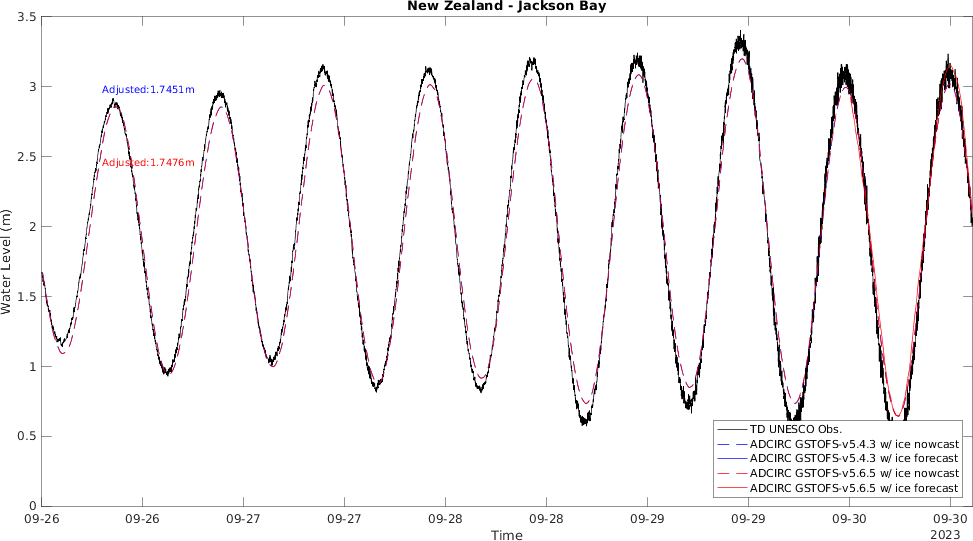 New Zealand - Jackson Bay
3.5
3
2.5
2
1.5
1
0.5
0
Water Level (m)
Adjusted:1.7451m
Adjusted:1.7476m
TD UNESCO Obs.
ADCIRC GSTOFS-v5.4.3 w/ ice nowcast
ADCIRC GSTOFS-v5.4.3 w/ ice forecast
ADCIRC GSTOFS-v5.6.5 w/ ice nowcast
ADCIRC GSTOFS-v5.6.5 w/ ice forecast
09-26 09-26 09-27 09-27 09-28 09-28 09-29 09-29 09-30 09-30
2023
Time